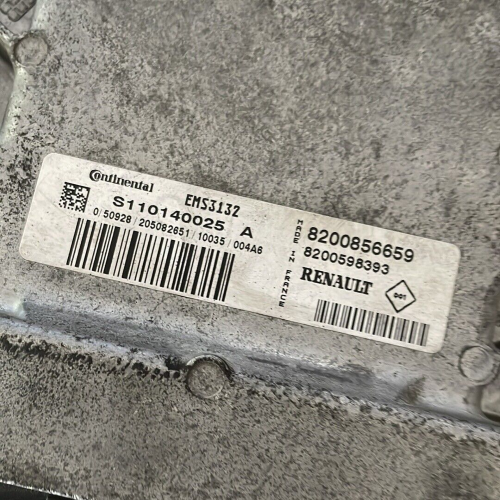 Continental EMS3132
S110140025 A
0/50928/205082651/10035/004A6
MADE IN FRANCE
8200856659
8200598393
RENAULT